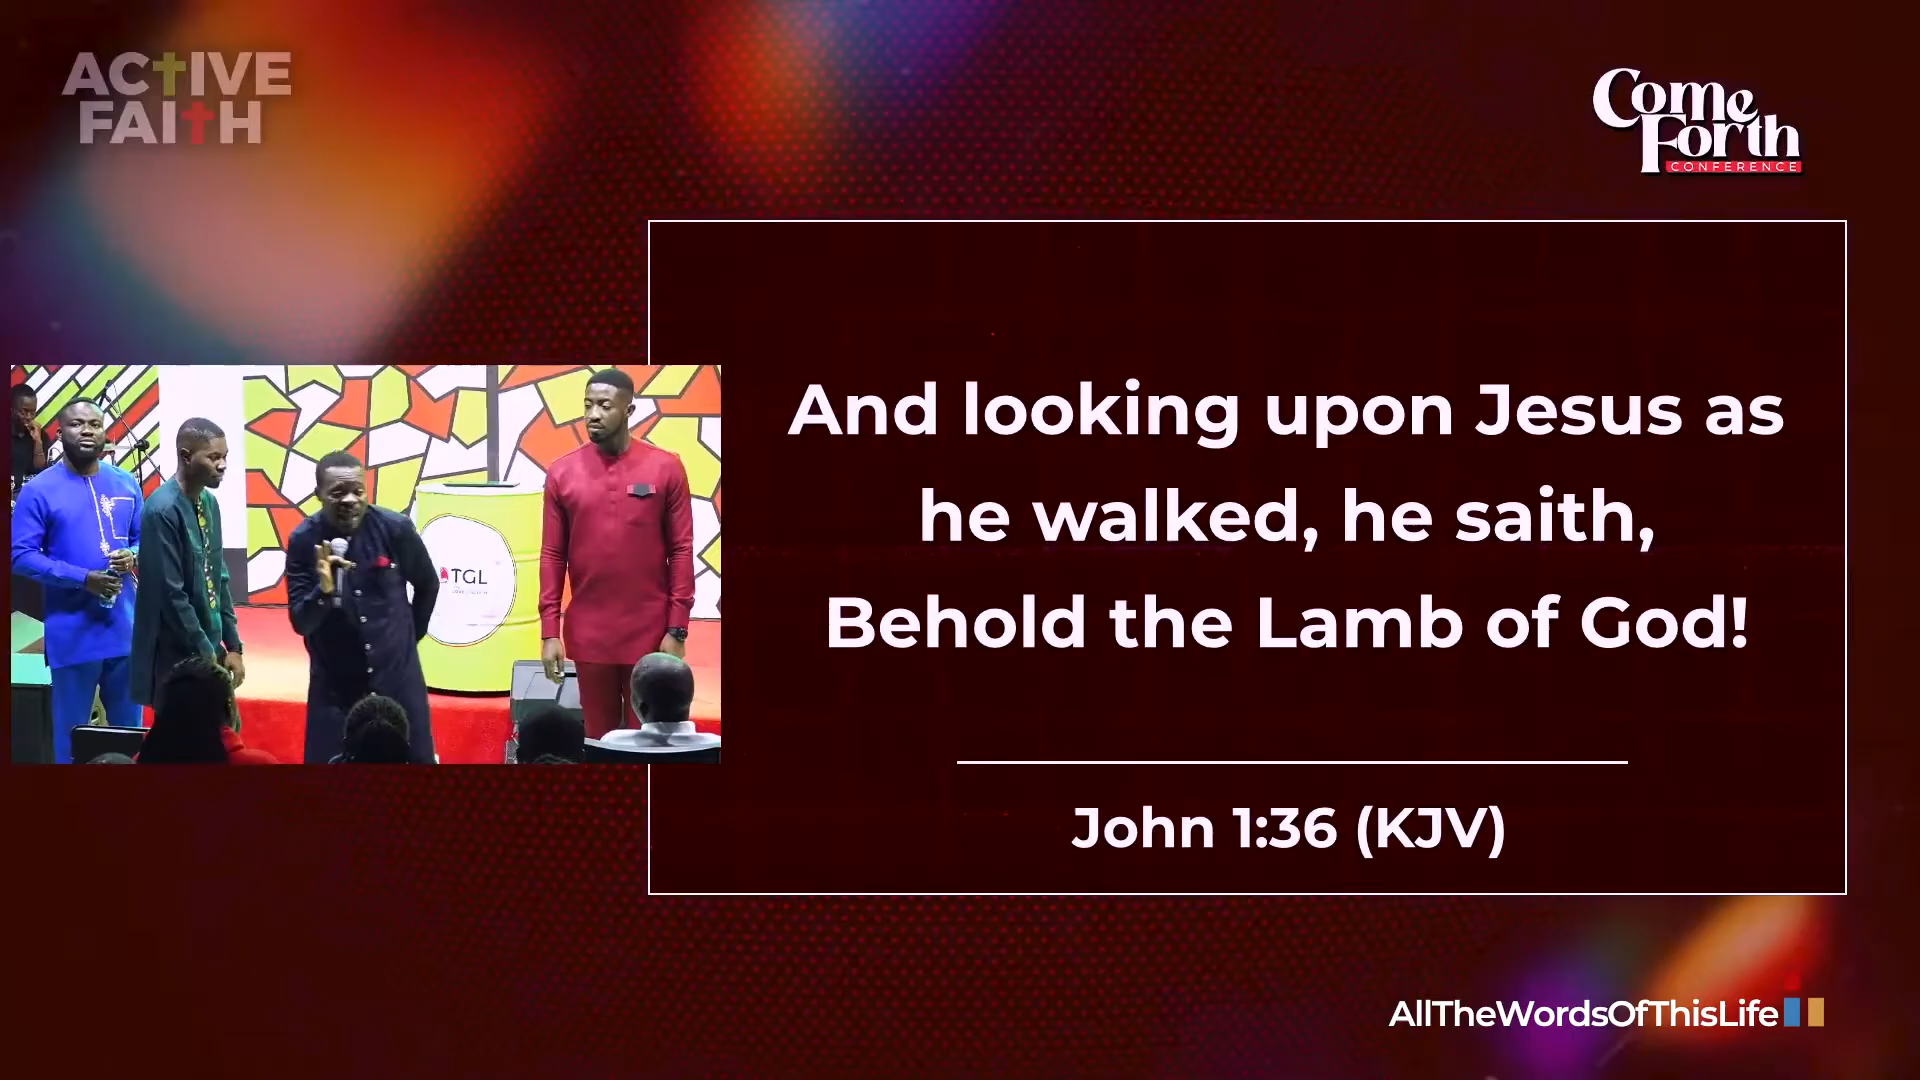 ACTIVE
FAITH
Come
Forth
CONFERENCE
And looking upon Jesus as
he walked, he saith,
Behold the Lamb of God!
John 1:36 (KJV)
TGL
AllTheWordsOfThisLife